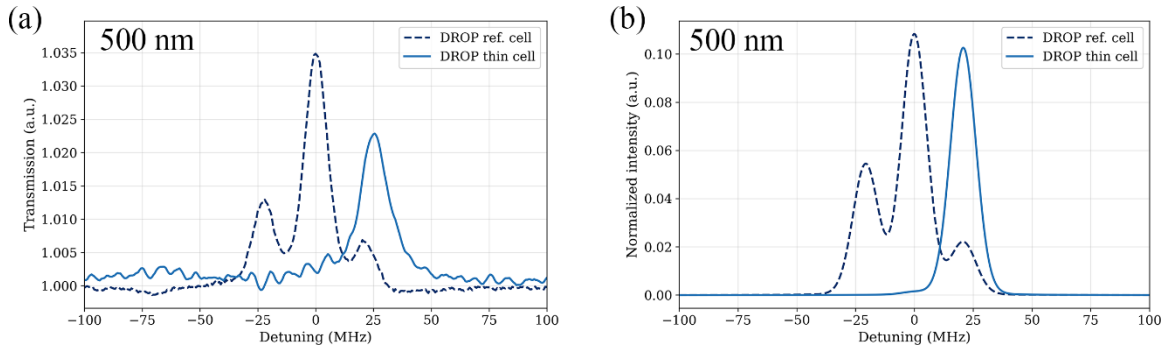 (a)
500 nm
DROP ref. cell
DROP thin cell
Transmission (a.u.)
1.035
1.030
1.025
1.020
1.015
1.010
1.005
1.000
−100
−75
−50
−25
0
25
50
75
100
Detuning (MHz)
(b)
500 nm
DROP ref. cell
DROP thin cell
Normalized intensity (a.u.)
0.10
0.08
0.06
0.04
0.02
0.00
−100
−75
−50
−25
0
25
50
75
100
Detuning (MHz)